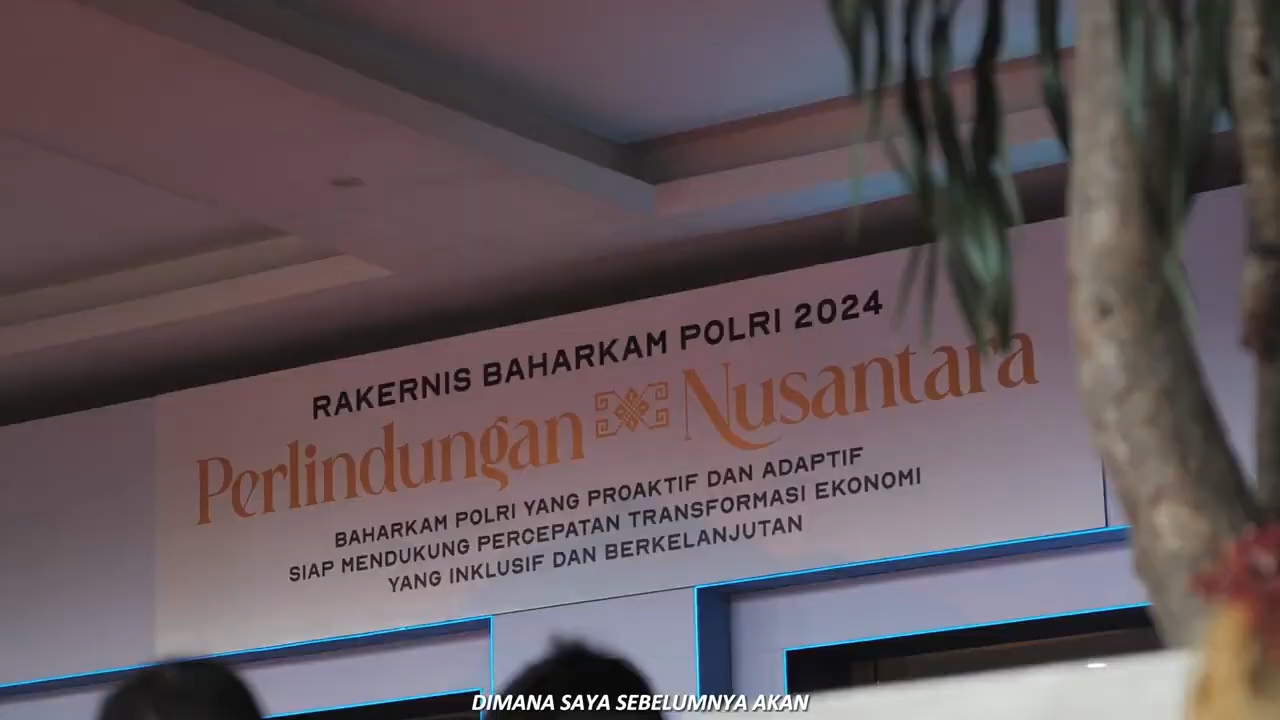 RAKERNIS BAHARKAM POLRI 2024
Perlindungan Nusantara
BAHARKAM POLRI YANG PROAKTIF DAN ADAPTIF
SIAP MENDUKUNG PERCEPATAN TRANSFORMASI EKONOMI
YANG INKLUSIF DAN BERKELANJUTAN
DIMANA SAYA SEBELUMNYA AKAN